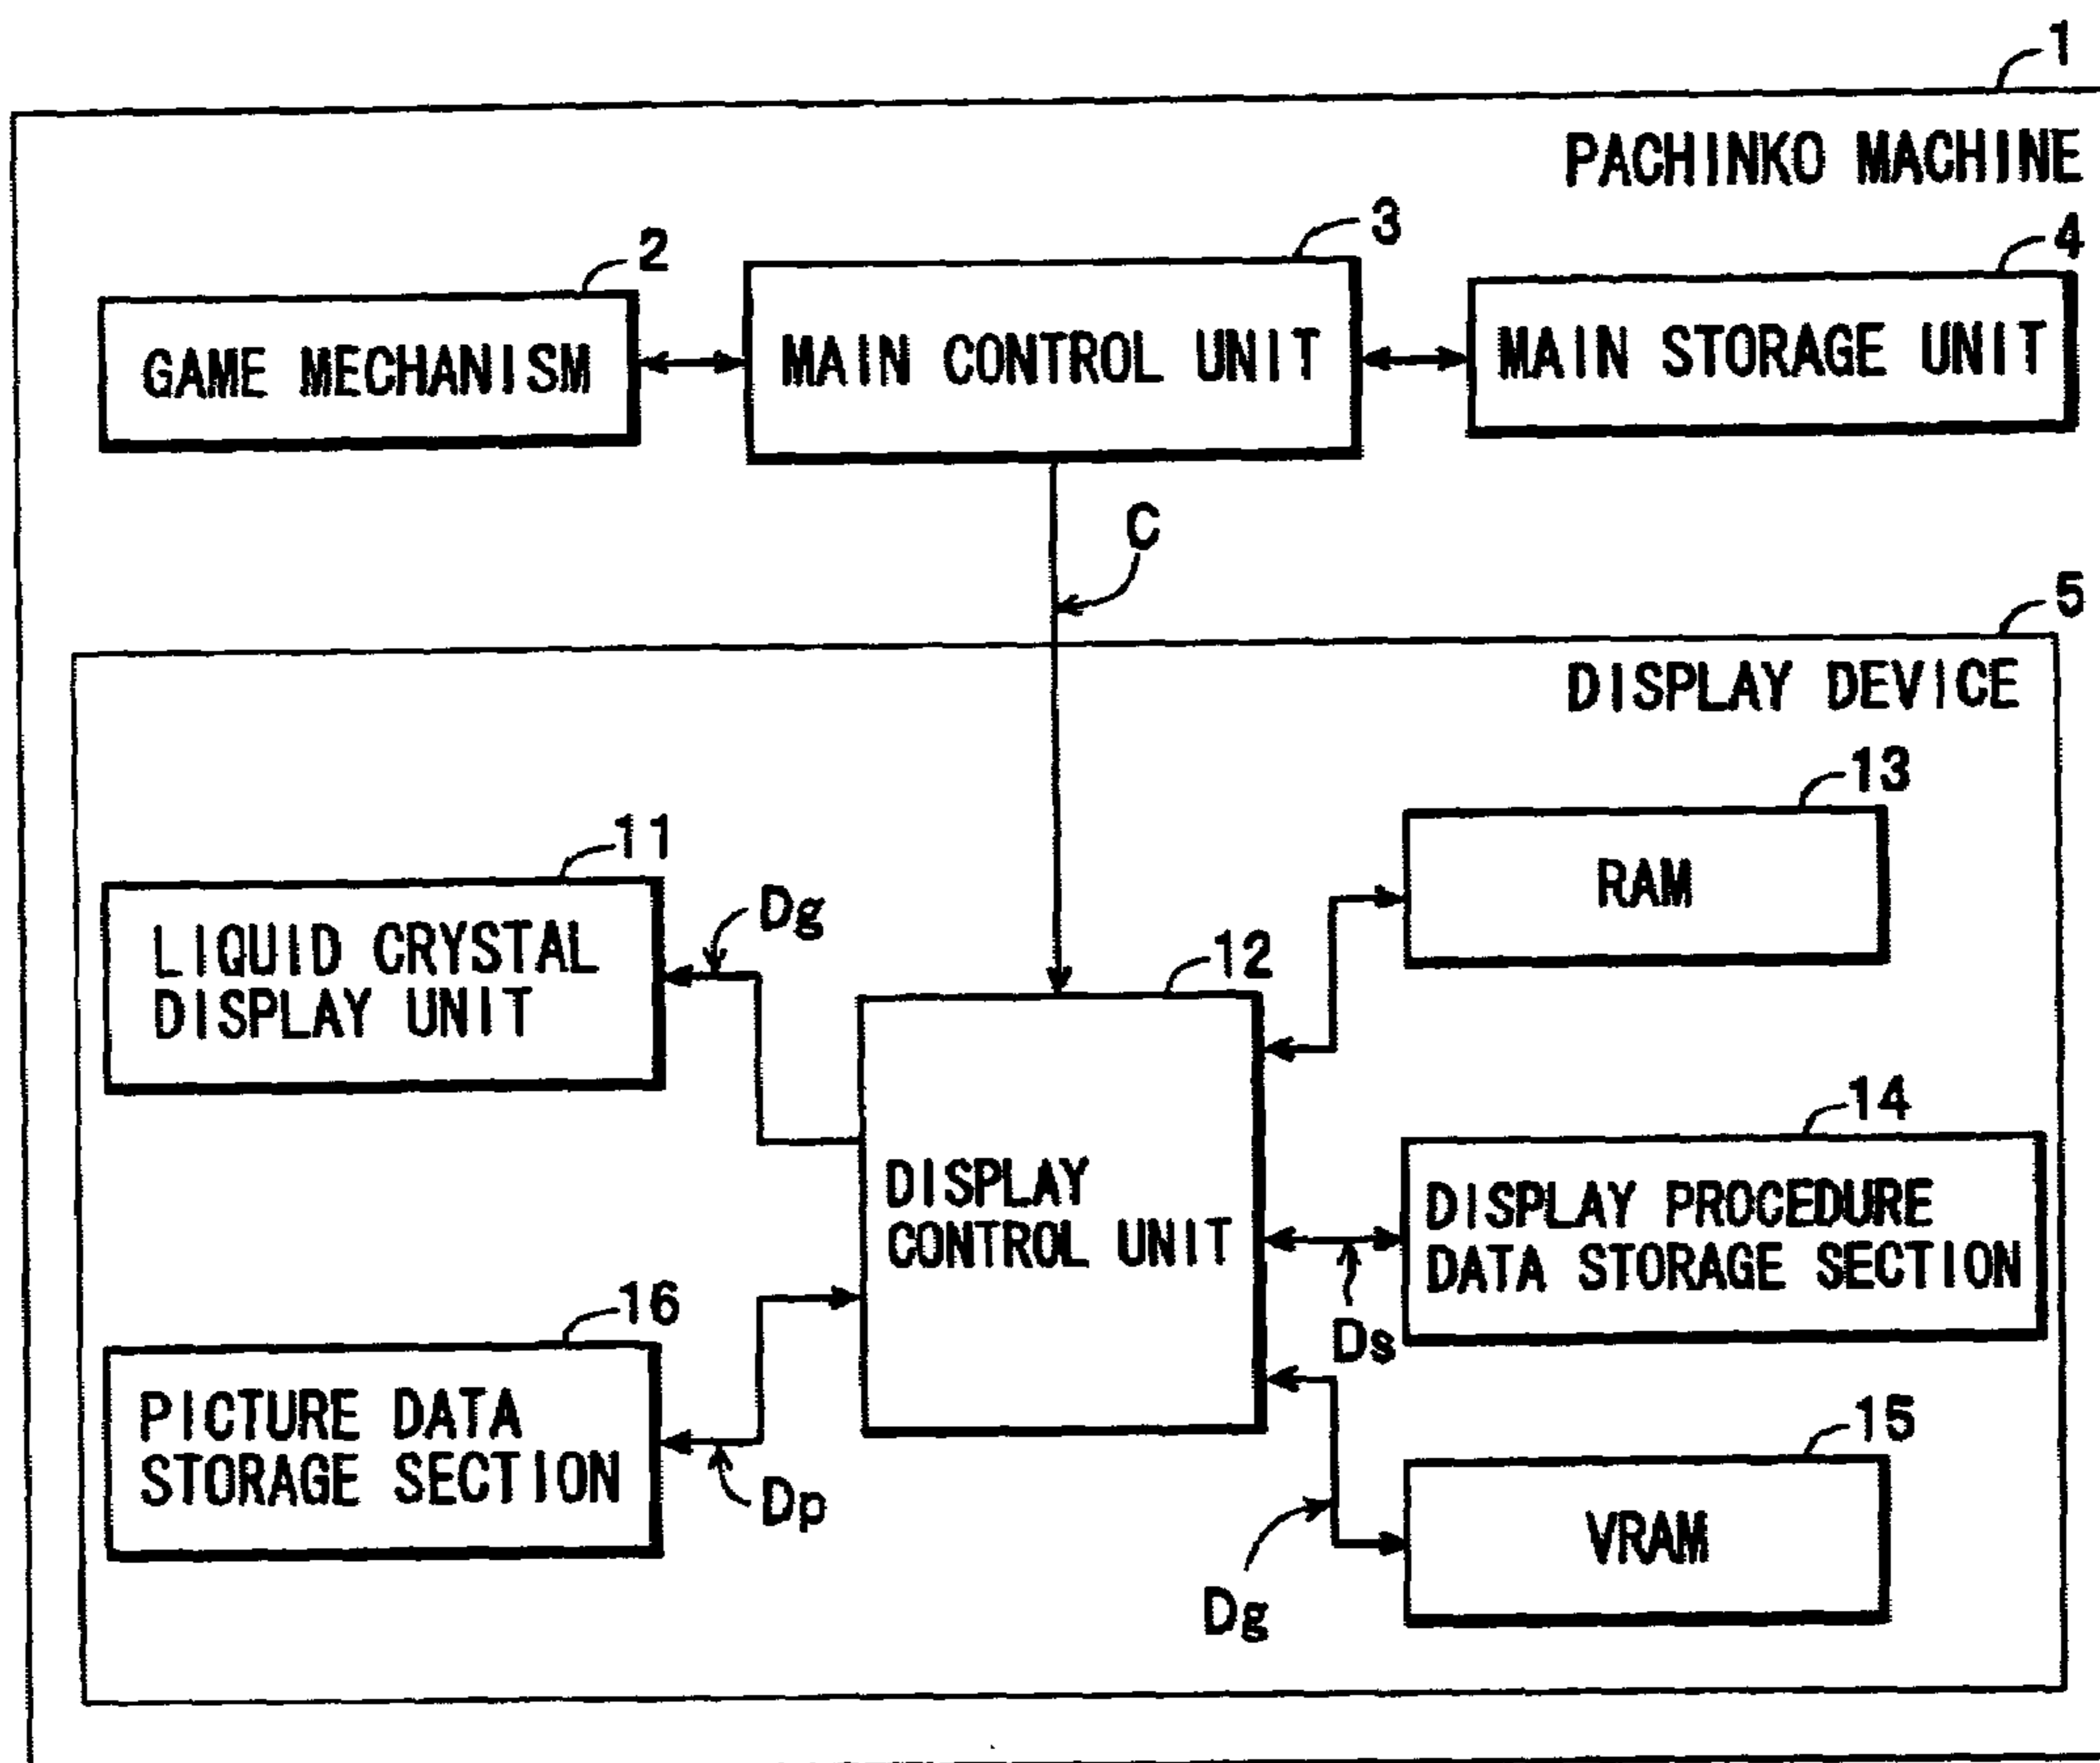 1
PACHINKO MACHINE
2
3
4
GAME MECHANISM
MAIN CONTROL UNIT
MAIN STORAGE UNIT
C
5
DISPLAY DEVICE
13
RAM
11
Dg
LIQUID CRYSTAL
DISPLAY UNIT
12
DISPLAY
CONTROL UNIT
14
DISPLAY PROCEDURE
DATA STORAGE SECTION
Ds
16
PICTURE DATA
STORAGE SECTION
Dp
15
VRAM
Dg